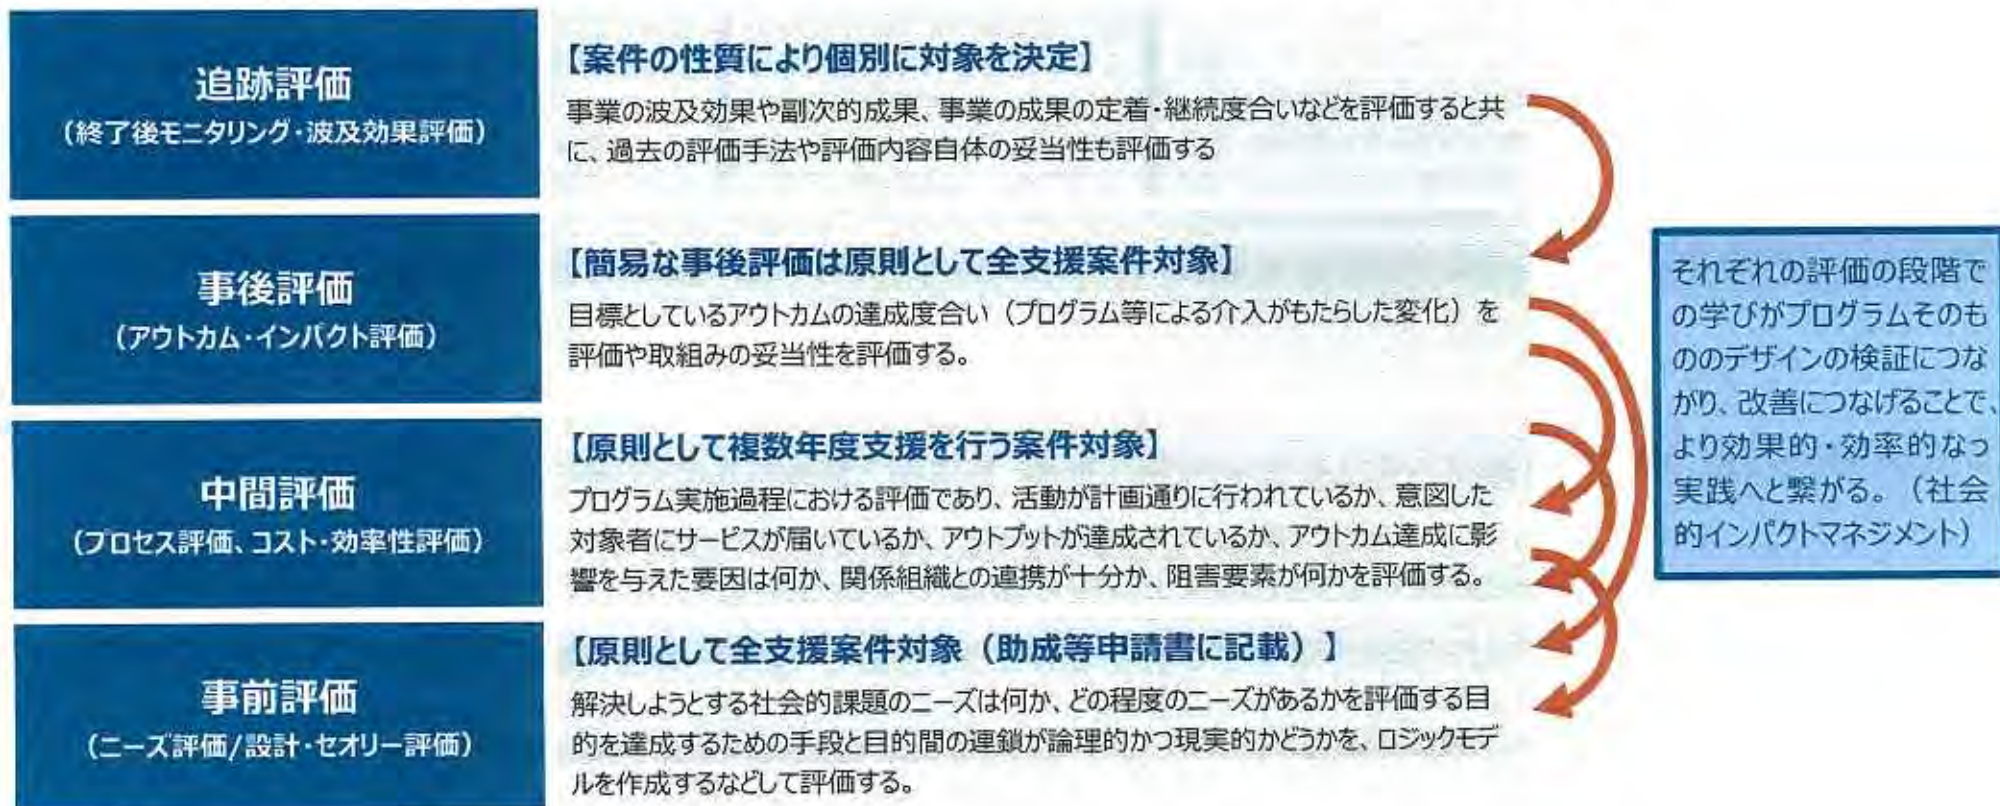 追跡評価
（終了後モニタリング・波及効果評価）
【案件の性質により個別に対象を決定】
事業の波及効果や副次的成果、事業の成果の定着・継続度合いなどを評価すると共
に、過去の評価手法や評価内容自体の妥当性も評価する
事後評価
（アウトカム・インパクト評価）
【簡易な事後評価は原則として全支援案件対象】
目標としているアウトカムの達成度合い（プログラム等による介入がもたらした変化）を
評価や取組みの妥当性を評価する。
中間評価
（プロセス評価、コスト・効率性評価）
【原則として複数年度支援を行う案件対象】
プログラム実施過程における評価であり、活動が計画通りに行われているか、意図した
対象者にサービスが届いているか、アウトプットが達成されているか、アウトカム達成に影
響を与えた要因は何か、関係組織との連携が十分か、阻害要素が何かを評価する。
事前評価
（ニーズ評価/設計・セオリー評価）
【原則として全支援案件対象（助成等申請書に記載）】
解決しようとする社会的課題のニーズは何か、どの程度のニーズがあるかを評価する目
的を達成するための手段と目的間の連鎖が論理的かつ現実的かどうかを、ロジックモデ
ルを作成するなどして評価する。
それぞれの評価の段階で
の学びがプログラムそのも
ののデザインの検証につな
がり、改善につなげることで、
より効果的・効率的なっ
実践へと繋がる。（社会
的インパクトマネジメント）